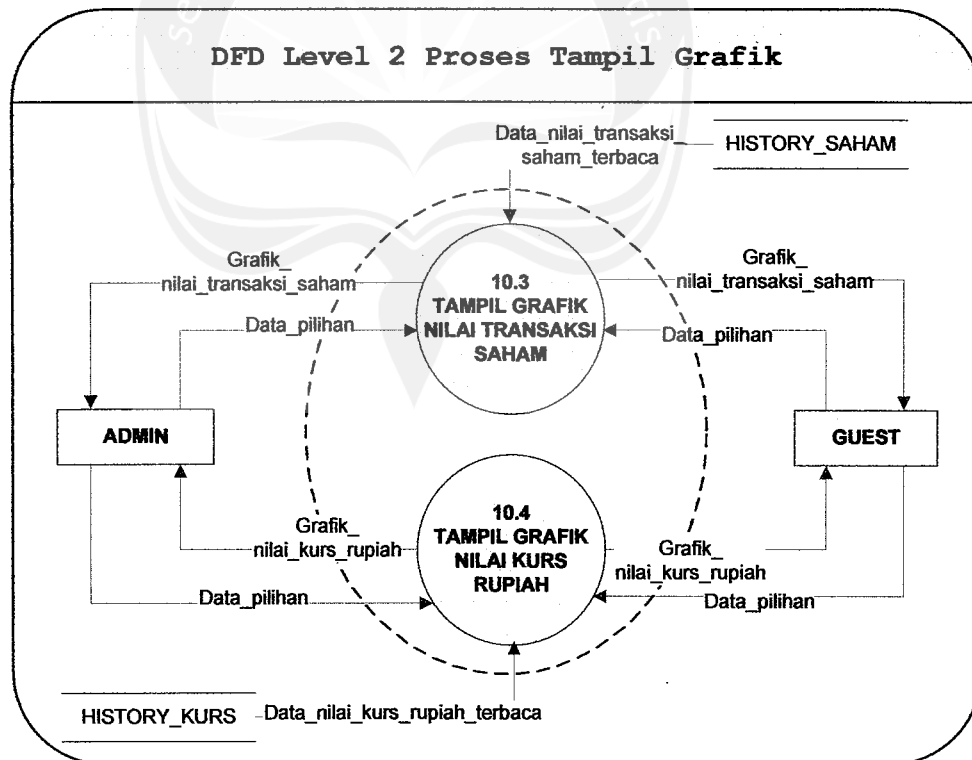 DFD Level 2 Proses Tampil Grafik
Data_nilai_transaksi_
saham_terbaca
HISTORY_SAHAM
Grafik_
nilai_transaksi_saham
Grafik_
nilai_transaksi_saham
10.3
TAMPIL GRAFIK
NILAI TRANSAKSI
SAHAM
Data_pilihan
Data_pilihan
ADMIN
GUEST
10.4
TAMPIL GRAFIK
NILAI KURS
RUPIAH
Grafik_
nilai_kurs_rupiah
Grafik_
nilai_kurs_rupiah
Data_pilihan
Data_pilihan
HISTORY_KURS
Data_nilai_kurs_rupiah_terbaca